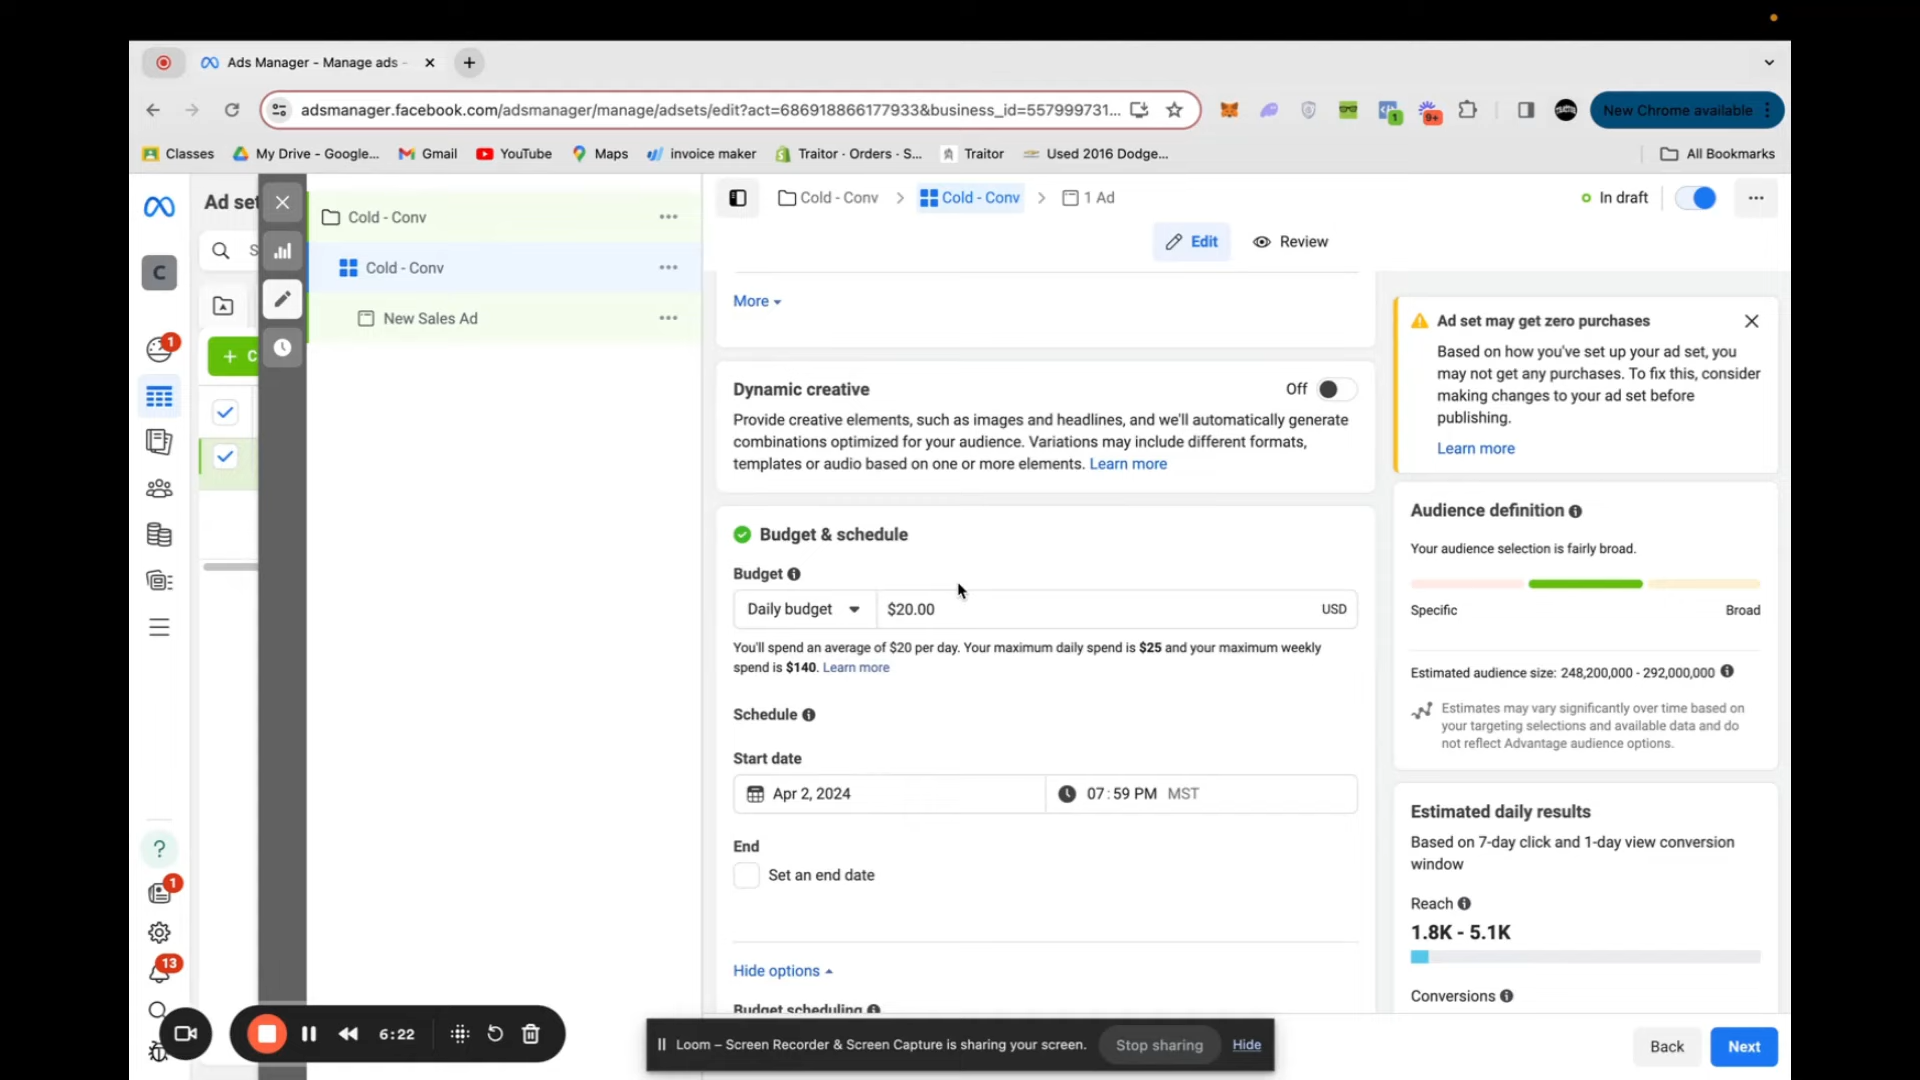 Ads Manager - Manage ads -
adsmanager.facebook.com/adsmanager/manage/adsets/edit?act=686918866177933&business_id=557999731...
1
9+
New Chrome available
Classes
My Drive - Google...
Gmail
YouTube
Maps
invoice maker
Traitor · Orders · S...
Traitor
Used 2016 Dodge...
All Bookmarks
Ad set
Cold - Conv
Cold - Conv
Cold - Conv
1 Ad
In draft
S
Edit
Review
C
Cold - Conv
More
New Sales Ad
1
+ C
Ad set may get zero purchases
Based on how you've set up your ad set, you
may not get any purchases. To fix this, consider
making changes to your ad set before
publishing.
Learn more
Dynamic creative
Off
Provide creative elements, such as images and headlines, and we'll automatically generate
combinations optimized for your audience. Variations may include different formats,
templates or audio based on one or more elements. Learn more
Budget & schedule
Budget
Daily budget
$20.00
USD
You'll spend an average of $20 per day. Your maximum daily spend is $25 and your maximum weekly
spend is $140. Learn more
Schedule
Start date
Apr 2, 2024
07:59 PM MST
End
Set an end date
Hide options
Budget scheduling
Audience definition
Your audience selection is fairly broad.
Specific
Broad
Estimated audience size: 248,200,000 - 292,000,000
Estimates may vary significantly over time based on
your targeting selections and available data and do
not reflect Advantage audience options.
Estimated daily results
Based on 7-day click and 1-day view conversion
window
Reach
1.8K - 5.1K
Conversions
?
1
13
6:22
Loom – Screen Recorder & Screen Capture is sharing your screen.
Stop sharing
Hide
Back
Next